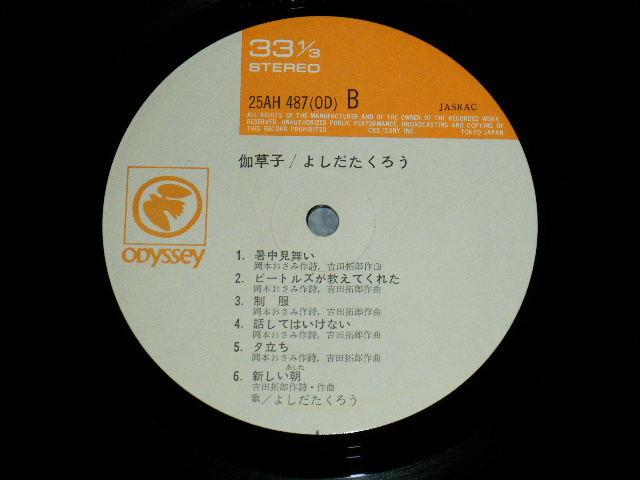 33 1/3
STEREO
25AH 487(OD) B
JASRAC
ALL RIGHTS OF THE MANUFACTURER AND OF THE OWNER OF THE RECORDED WORK
RESERVED. UNAUTHORIZED PUBLIC PERFORMANCE, BROADCASTING AND COPYING OF
THIS RECORD PROHIBITED. CBS/SONY INC. TOKYO JAPAN
伽草子/よしだたくろう
ODYSSEY
1. 暑中見舞い
岡本おさみ作詩, 吉田拓郎作曲
2. ビートルズが教えてくれた
岡本おさみ作詩, 吉田拓郎作曲
3. 制 服
岡本おさみ作詩, 吉田拓郎作曲
4. 話してはいけない
岡本おさみ作詩, 吉田拓郎作曲
5. 夕立ち
岡本おさみ作詩, 吉田拓郎作曲
あした
6. 新しい朝
吉田拓郎作詩・作曲
歌/よしだたくろう